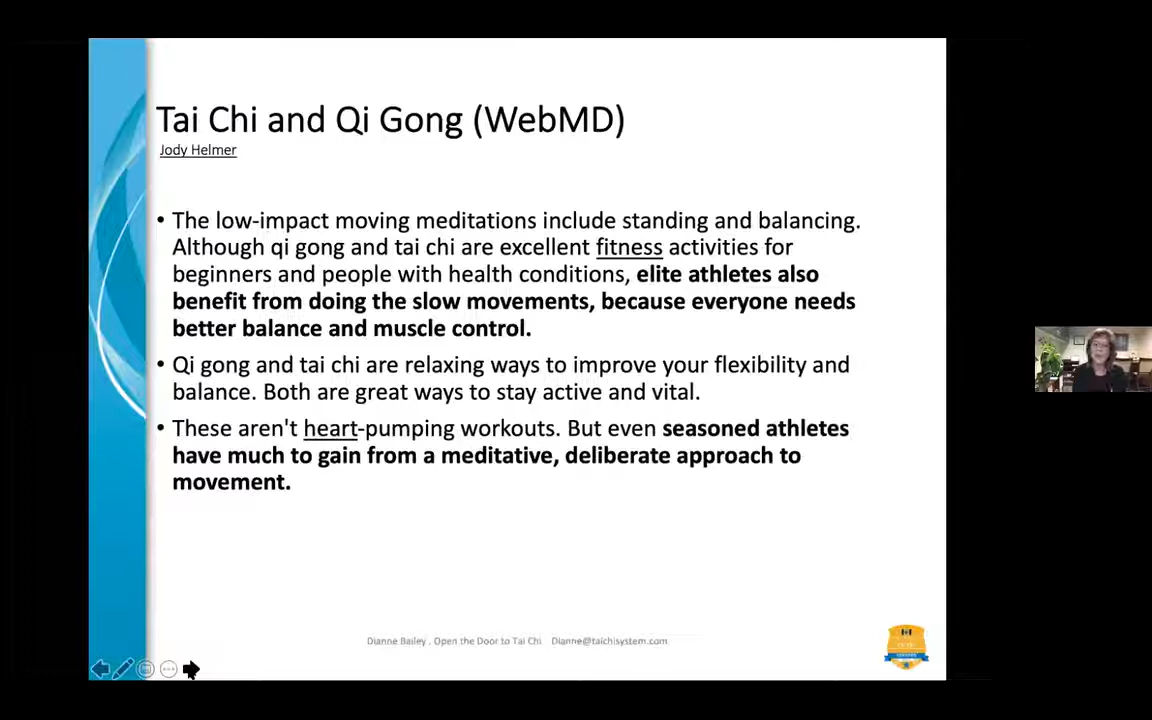 Tai Chi and Qi Gong (WebMD)
Jody Helmer
• The low-impact moving meditations include standing and balancing.
Although qi gong and tai chi are excellent fitness activities for
beginners and people with health conditions, elite athletes also
benefit from doing the slow movements, because everyone needs
better balance and muscle control.
• Qi gong and tai chi are relaxing ways to improve your flexibility and
balance. Both are great ways to stay active and vital.
• These aren't heart-pumping workouts. But even seasoned athletes
have much to gain from a meditative, deliberate approach to
movement.
Dianne Bailey . Open the Door to Tai Chi Dianne@taichisystem.com